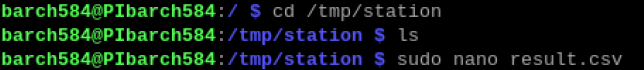 barch584@PIbarch584:/ $ cd /tmp/station
barch584@PIbarch584:/tmp/station $ ls
barch584@PIbarch584:/tmp/station $ sudo nano result.csv